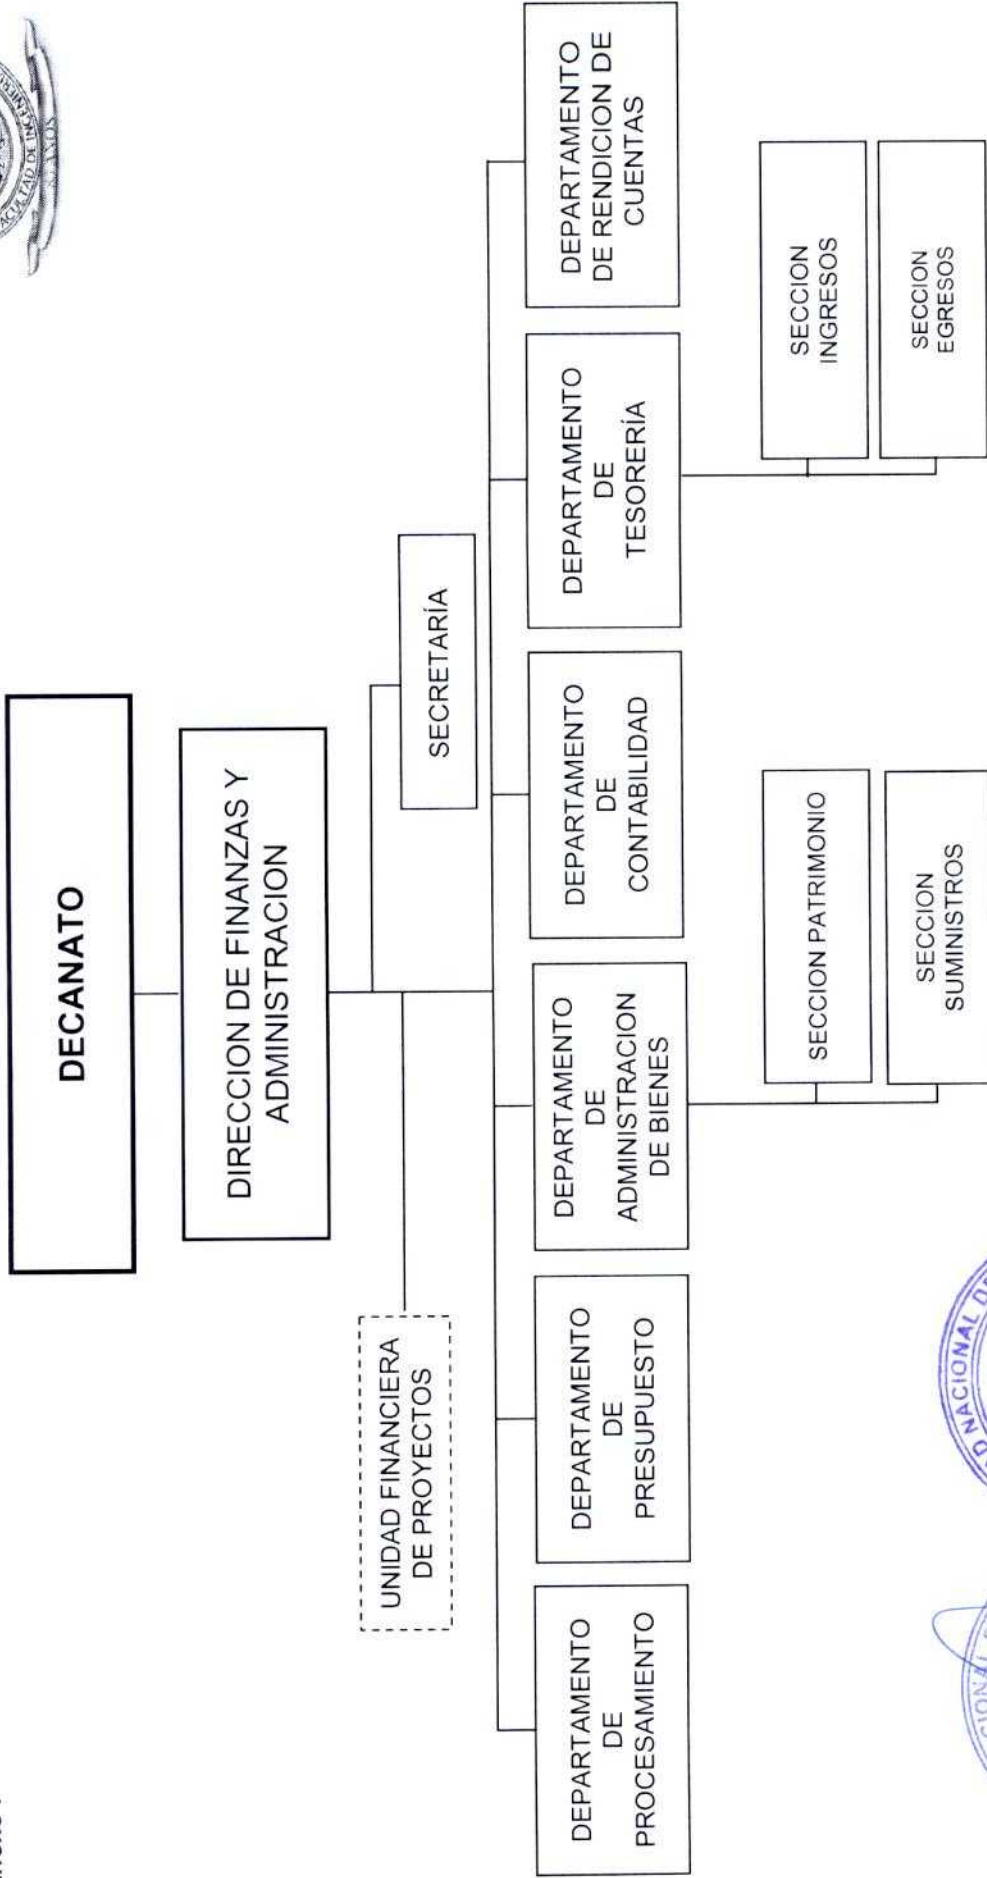 DECANATO
DIRECCION DE FINANZAS Y
ADMINISTRACION
SECRETARÍA
UNIDAD FINANCIERA
DE PROYECTOS
DEPARTAMENTO
DE
PROCESAMIENTO
DEPARTAMENTO
DE
PRESUPUESTO
DEPARTAMENTO
DE
ADMINISTRACION
DE BIENES
DEPARTAMENTO
DE
CONTABILIDAD
DEPARTAMENTO
DE
TESORERÍA
DEPARTAMENTO
DE RENDICION DE
CUENTAS
SECCION PATRIMONIO
SECCION
SUMINISTROS
SECCION
INGRESOS
SECCION
EGRESOS
NACIONAL DE